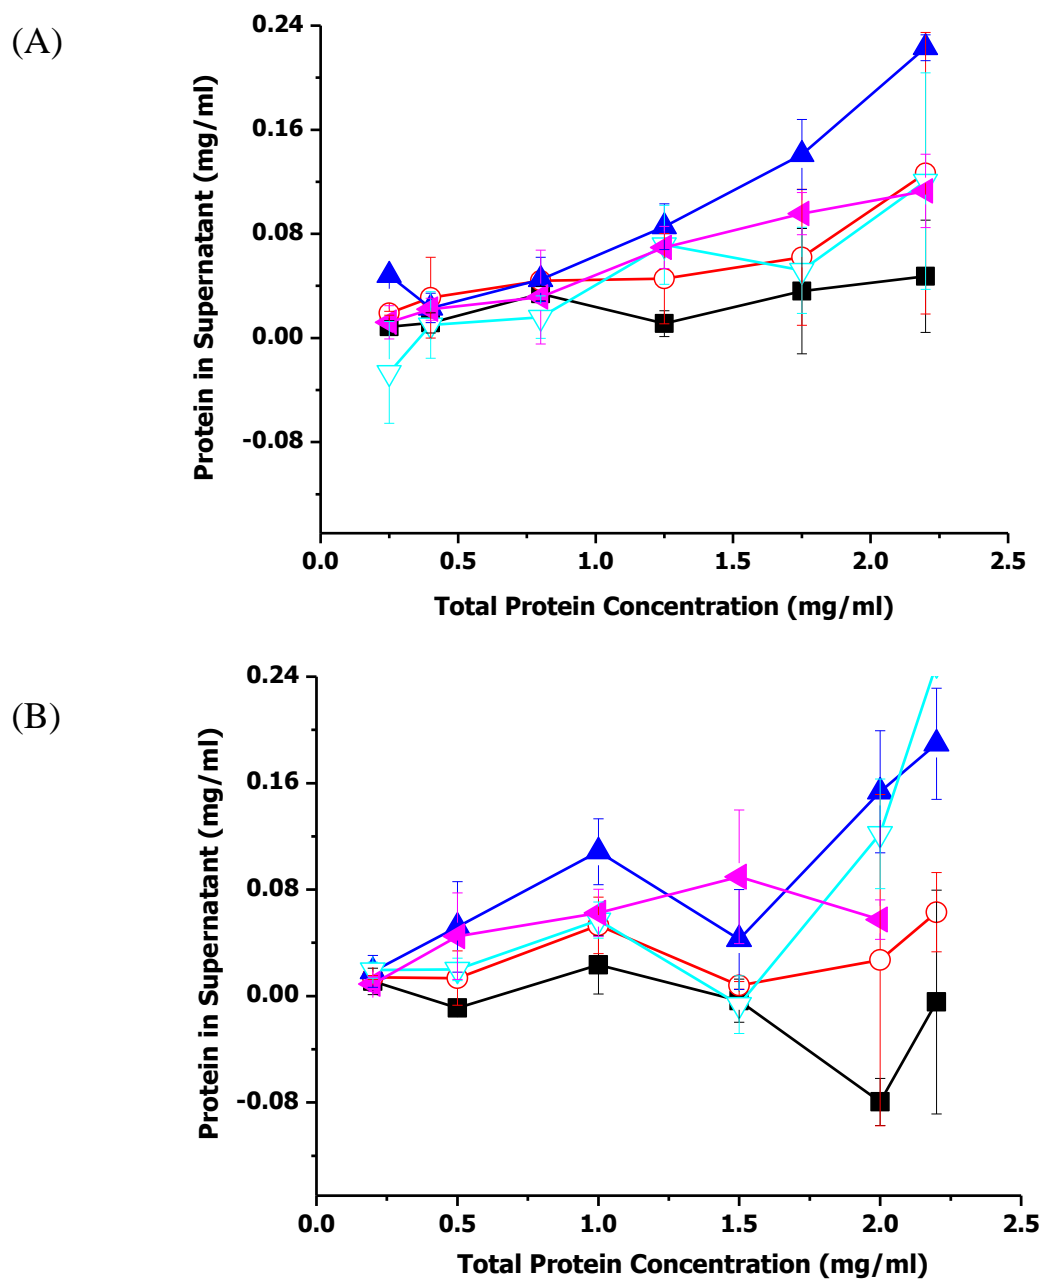 (A)
0.24
0.16
0.08
0.00
-0.08
Protein in Supernatant (mg/ml)
0.0 0.5 1.0 1.5 2.0 2.5
Total Protein Concentration (mg/ml)
(B)
0.24
0.16
0.08
0.00
-0.08
Protein in Supernatant (mg/ml)
0.0 0.5 1.0 1.5 2.0 2.5
Total Protein Concentration (mg/ml)